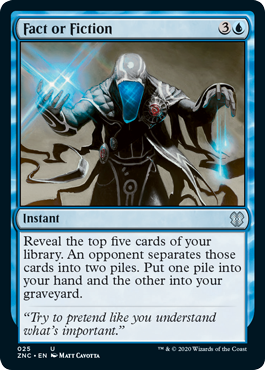 Fact or Fiction 3
Instant
Reveal the top five cards of your
library. An opponent separates those
cards into two piles. Put one pile into
your hand and the other into your
graveyard.
“Try to pretend like you understand
what’s important.”
025 U
ZNC • EN Matt Cavotta ™ & © 2020 Wizards of the Coast